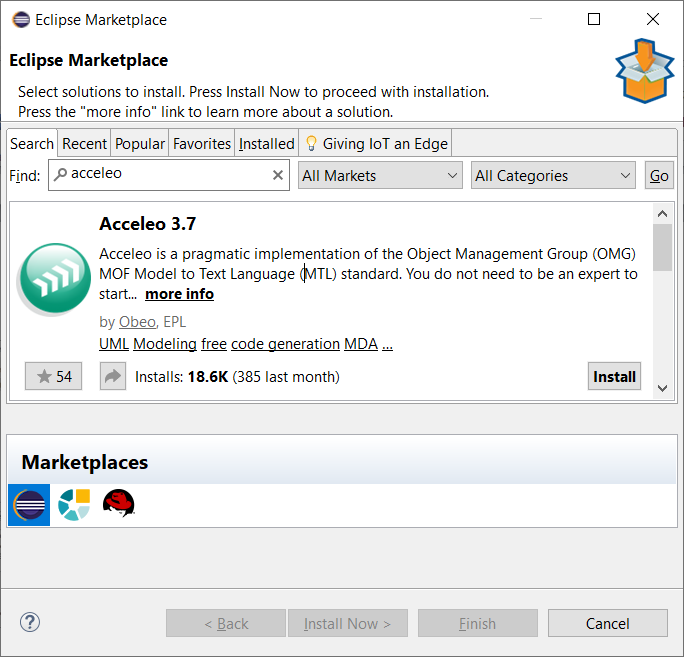 Eclipse Marketplace
Eclipse Marketplace
Select solutions to install. Press Install Now to proceed with installation.
Press the "more info" link to learn more about a solution.
Search Recent Popular Favorites Installed Giving IoT an Edge
Find: acceleo All Markets All Categories Go
Acceleo 3.7
Acceleo is a pragmatic implementation of the Object Management Group (OMG)
MOF Model to Text Language (MTL) standard. You do not need to be an expert to
start... more info
by Obeo, EPL
UML Modeling free code generation MDA ...
54 Installs: 18.6K (385 last month) Install
Marketplaces
? < Back Install Now > Finish Cancel